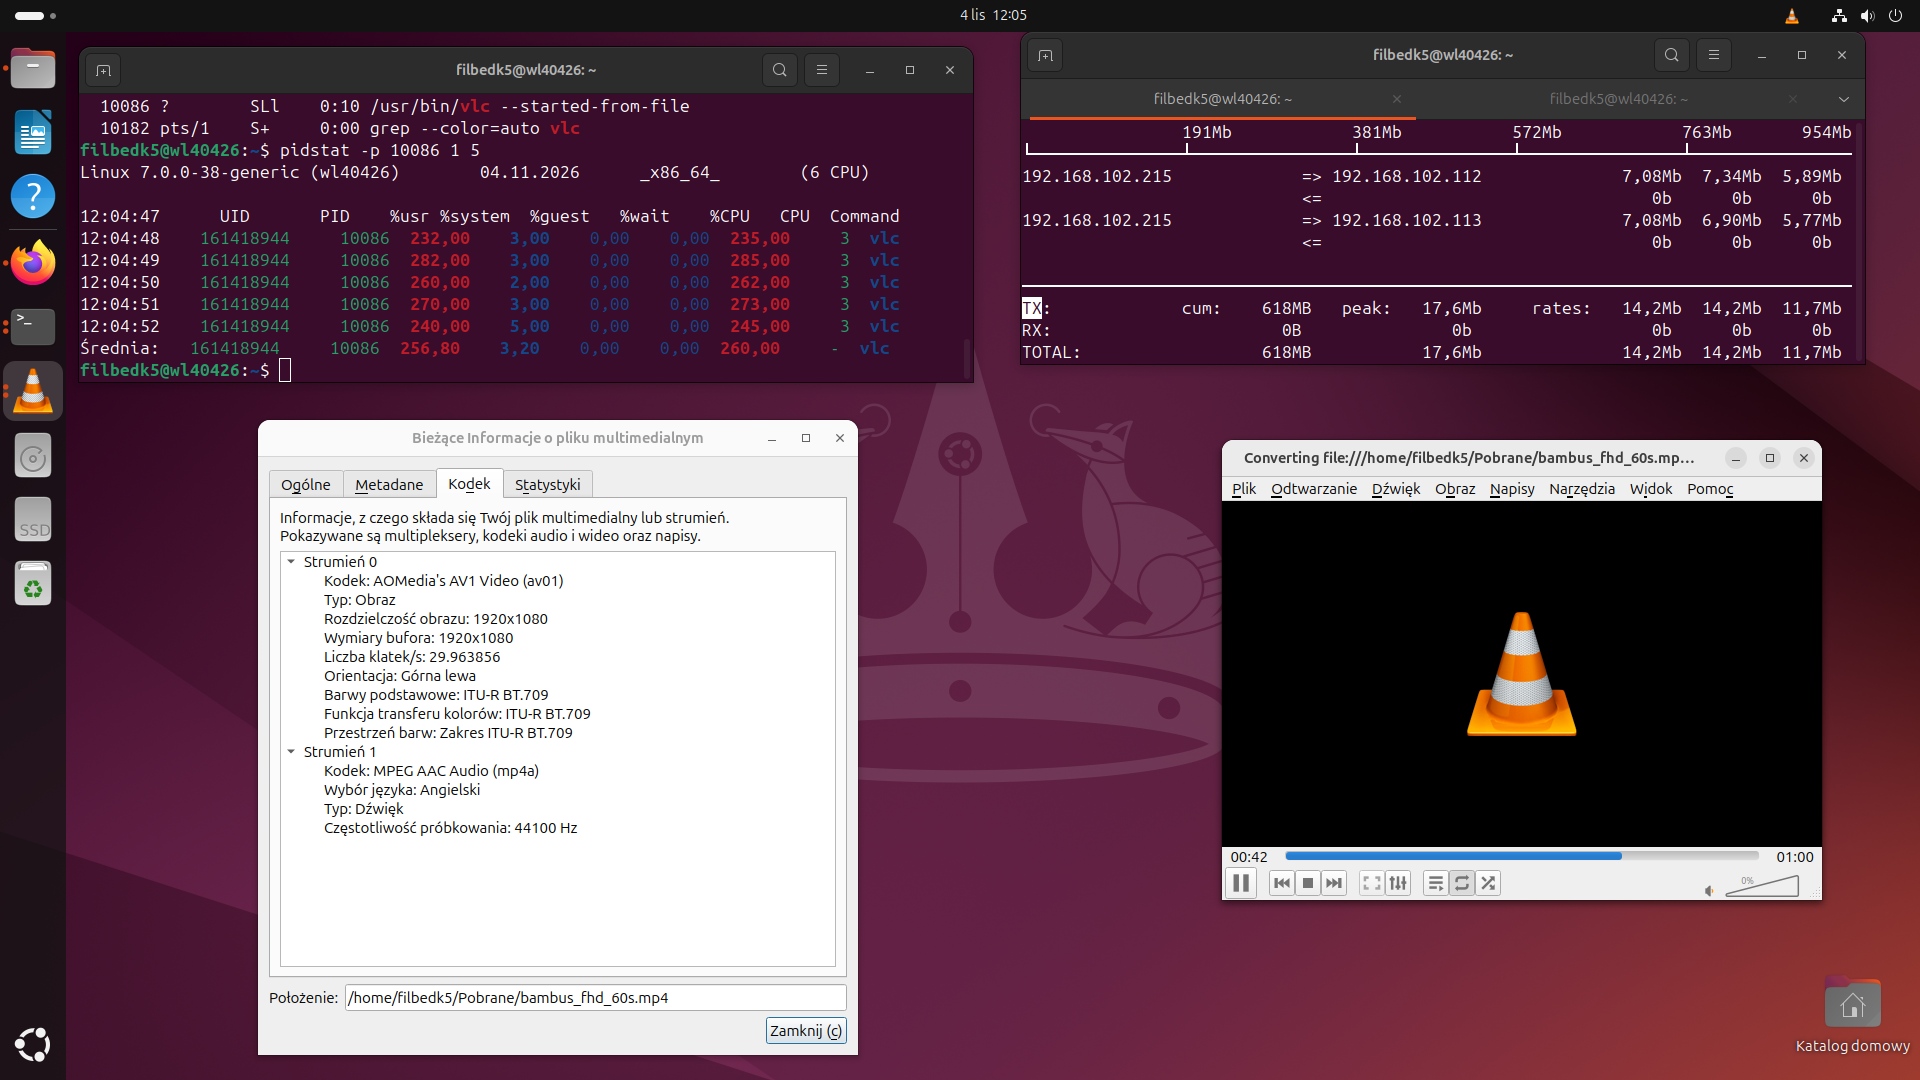 4 lis 12:05
filbedk5@wl40426: ~
10086 ? SLl 0:10 /usr/bin/vlc --started-from-file
10182 pts/1 S+ 0:00 grep --color=auto vlc
filbedk5@wl40426:~$ pidstat -p 10086 1 5
Linux 7.0.0-38-generic (wl40426) 04.11.2026 _x86_64_ (6 CPU)
12:04:47 UID PID %usr %system %guest %wait %CPU CPU Command
12:04:48 161418944 10086 232,00 3,00 0,00 0,00 235,00 3 vlc
12:04:49 161418944 10086 282,00 3,00 0,00 0,00 285,00 3 vlc
12:04:50 161418944 10086 260,00 2,00 0,00 0,00 262,00 3 vlc
12:04:51 161418944 10086 270,00 3,00 0,00 0,00 273,00 3 vlc
12:04:52 161418944 10086 240,00 5,00 0,00 0,00 245,00 3 vlc
Średnia: 161418944 10086 256,80 3,20 0,00 0,00 260,00 - vlc
filbedk5@wl40426:~$
filbedk5@wl40426: ~
filbedk5@wl40426: ~ filbedk5@wl40426: ~
191Mb 381Mb 572Mb 763Mb 954Mb
192.168.102.215 => 192.168.102.112 7,08Mb 7,34Mb 5,89Mb
<= 0b 0b 0b
192.168.102.215 => 192.168.102.113 7,08Mb 6,90Mb 5,77Mb
<= 0b 0b 0b
TX: cum: 618MB peak: 17,6Mb rates: 14,2Mb 14,2Mb 11,7Mb
RX: 0B 0b 0b 0b 0b
TOTAL: 618MB 17,6Mb 14,2Mb 14,2Mb 11,7Mb
Bieżące Informacje o pliku multimedialnym
Ogólne Metadane Kodek Statystyki
Informacje, z czego składa się Twój plik multimedialny lub strumień.
Pokazywane są multipleksery, kodeki audio i wideo oraz napisy.
Strumień 0
Kodek: AOMedia's AV1 Video (av01)
Typ: Obraz
Rozdzielczość obrazu: 1920x1080
Wymiary bufora: 1920x1080
Liczba klatek/s: 29.963856
Orientacja: Górna lewa
Barwy podstawowe: ITU-R BT.709
Funkcja transferu kolorów: ITU-R BT.709
Przestrzeń barw: Zakres ITU-R BT.709
Strumień 1
Kodek: MPEG AAC Audio (mp4a)
Wybór języka: Angielski
Typ: Dźwięk
Częstotliwość próbkowania: 44100 Hz
Położenie: /home/filbedk5/Pobrane/bambus_fhd_60s.mp4
Zamknij (c)
Converting file:///home/filbedk5/Pobrane/bambus_fhd_60s.mp...
Plik Odtwarzanie Dźwięk Obraz Napisy Narzędzia Widok Pomoc
00:42 01:00
0%
SSD
Katalog domowy